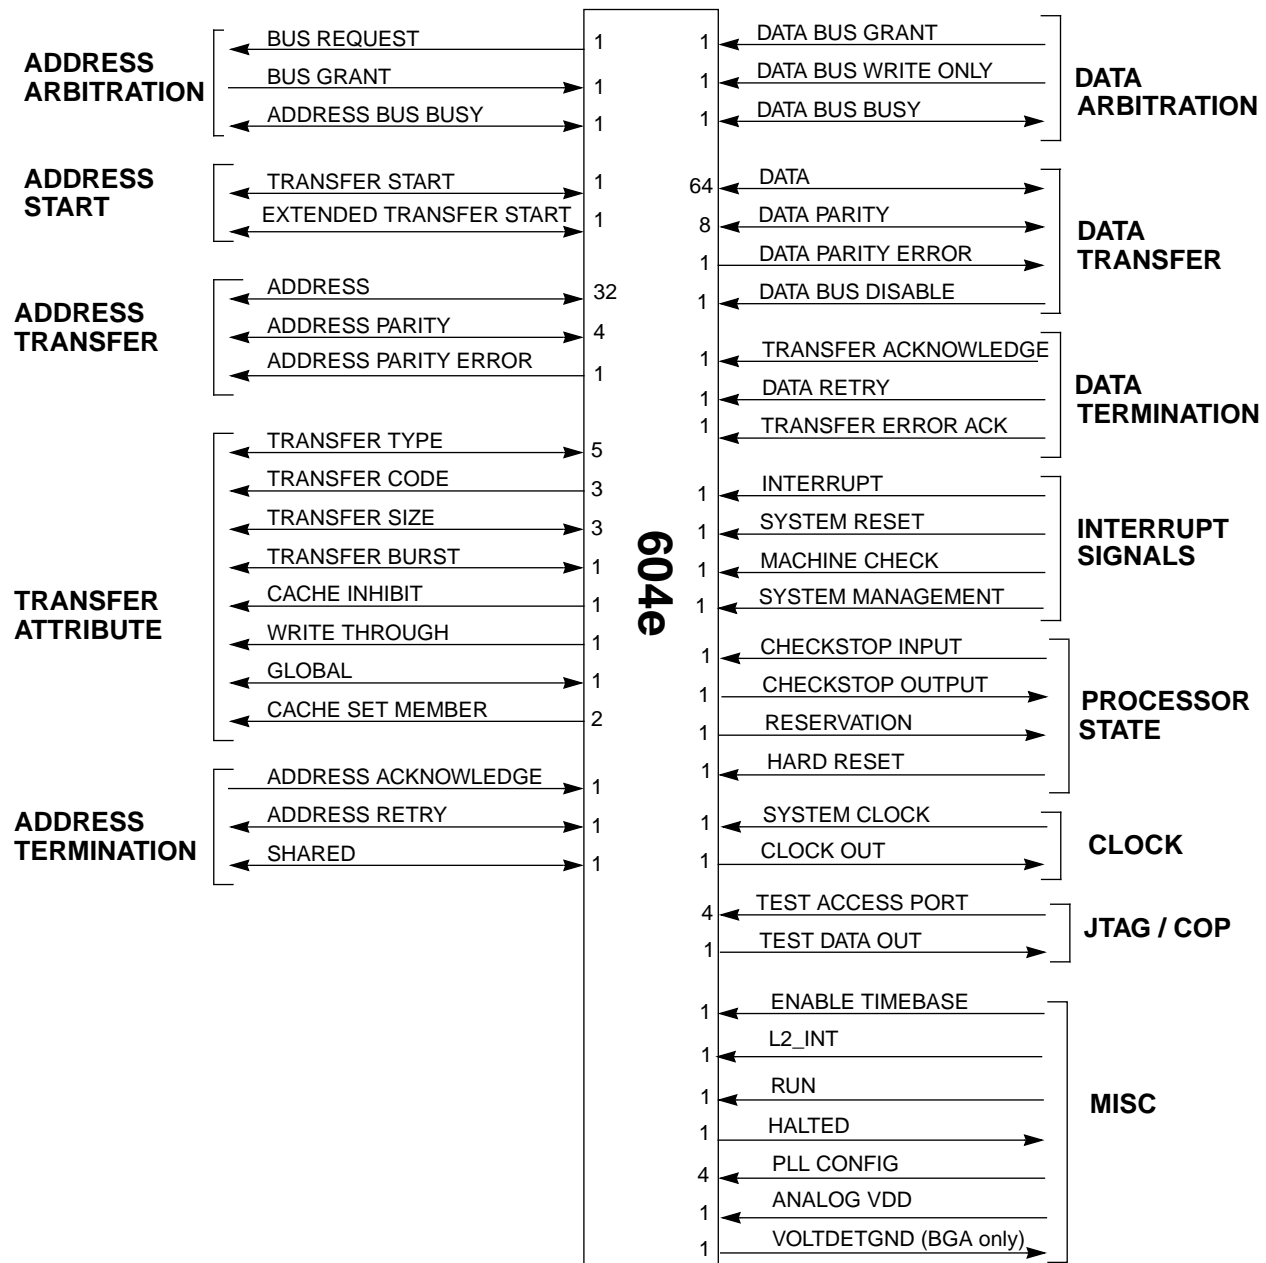 ADDRESS
ARBITRATION
BUS REQUEST 1
BUS GRANT 1
ADDRESS BUS BUSY 1
ADDRESS
START
TRANSFER START 1
EXTENDED TRANSFER START 1
ADDRESS
TRANSFER
ADDRESS 32
ADDRESS PARITY 4
ADDRESS PARITY ERROR 1
TRANSFER
ATTRIBUTE
TRANSFER TYPE 5
TRANSFER CODE 3
TRANSFER SIZE 3
TRANSFER BURST 1
CACHE INHIBIT 1
WRITE THROUGH 1
GLOBAL 1
CACHE SET MEMBER 2
ADDRESS
TERMINATION
ADDRESS ACKNOWLEDGE 1
ADDRESS RETRY 1
SHARED 1
604e
1 DATA BUS GRANT
1 DATA BUS WRITE ONLY
1 DATA BUS BUSY
DATA
ARBITRATION
64 DATA
8 DATA PARITY
1 DATA PARITY ERROR
1 DATA BUS DISABLE
DATA
TRANSFER
1 TRANSFER ACKNOWLEDGE
1 DATA RETRY
1 TRANSFER ERROR ACK
DATA
TERMINATION
1 INTERRUPT
1 SYSTEM RESET
1 MACHINE CHECK
1 SYSTEM MANAGEMENT
INTERRUPT
SIGNALS
1 CHECKSTOP INPUT
1 CHECKSTOP OUTPUT
1 RESERVATION
1 HARD RESET
PROCESSOR
STATE
1 SYSTEM CLOCK
1 CLOCK OUT
CLOCK
4 TEST ACCESS PORT
1 TEST DATA OUT
JTAG / COP
1 ENABLE TIMEBASE
1 L2_INT
1 RUN
1 HALTED
4 PLL CONFIG
1 ANALOG VDD
1 VOLTDETGND (BGA only)
MISC